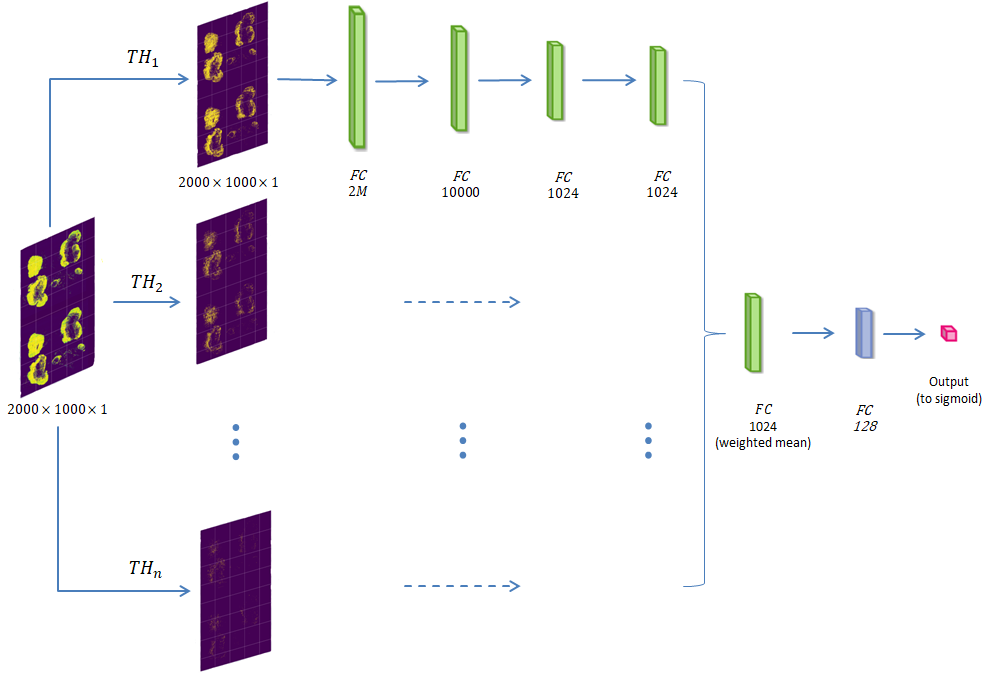 TH₁
2000 × 1000 × 1
FC
2M
FC
10000
FC
1024
FC
1024
TH₂
2000 × 1000 × 1
THₙ
FC
1024
(weighted mean)
FC
128
Output
(to sigmoid)